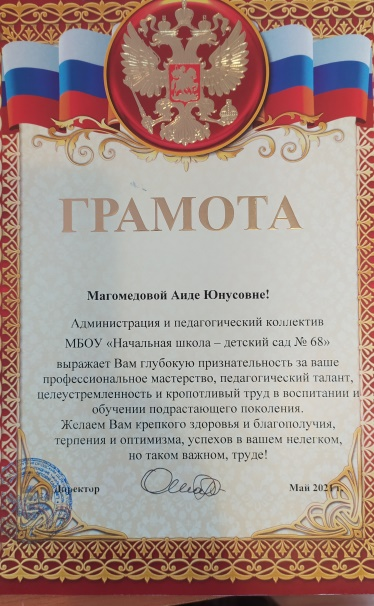 ГРАМОТА
Магомедовой Аиде Юнусовне!
Администрация и педагогический коллектив
МБОУ «Начальная школа – детский сад № 68»
выражает Вам глубокую признательность за ваше
профессиональное мастерство, педагогический талант,
целеустремленность и кропотливый труд в воспитании и
обучении подрастающего поколения.
Желаем Вам крепкого здоровья и благополучия,
терпения и оптимизма, успехов в вашем нелегком,
но таком важном, труде!
Директор Май 2021 г.